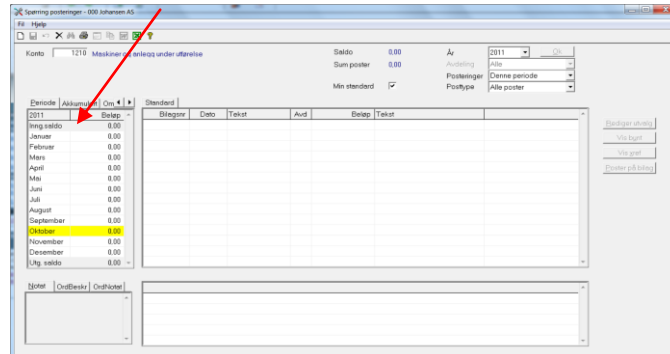 Spørring posteringer - 000 Johansen AS
Fil Hjelp
Konto 1210 Maskiner og anlegg under utførelse
Saldo 0,00
Sum poster 0,00
Min standard
År 2011 Ok
Avdeling Alle
Posteringer Denne periode
Posttype Alle poster
Periode Akkumulert Om
2011 Beløp
Inng.saldo 0,00
Januar 0,00
Februar 0,00
Mars 0,00
April 0,00
Mai 0,00
Juni 0,00
Juli 0,00
August 0,00
September 0,00
Oktober 0,00
November 0,00
Desember 0,00
Utg. saldo 0,00
Standard
Bilagsnr Dato Tekst Avd Beløp Tekst
Rediger utvalg
Vis bunt
Vis
Poster på bilag
Notat OrdBeskr OrdNotat